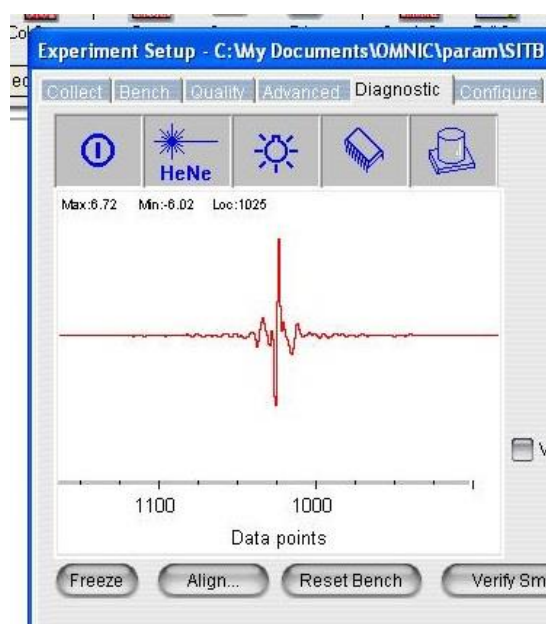 Experiment Setup - C:\My Documents\OMNIC\param\SITB
Collect Bench Quality Advanced Diagnostic Configure
HeNe
Max:6.72 Min:-6.02 Loc:1025
1100 1000
Data points
Freeze Align... Reset Bench Verify Sm